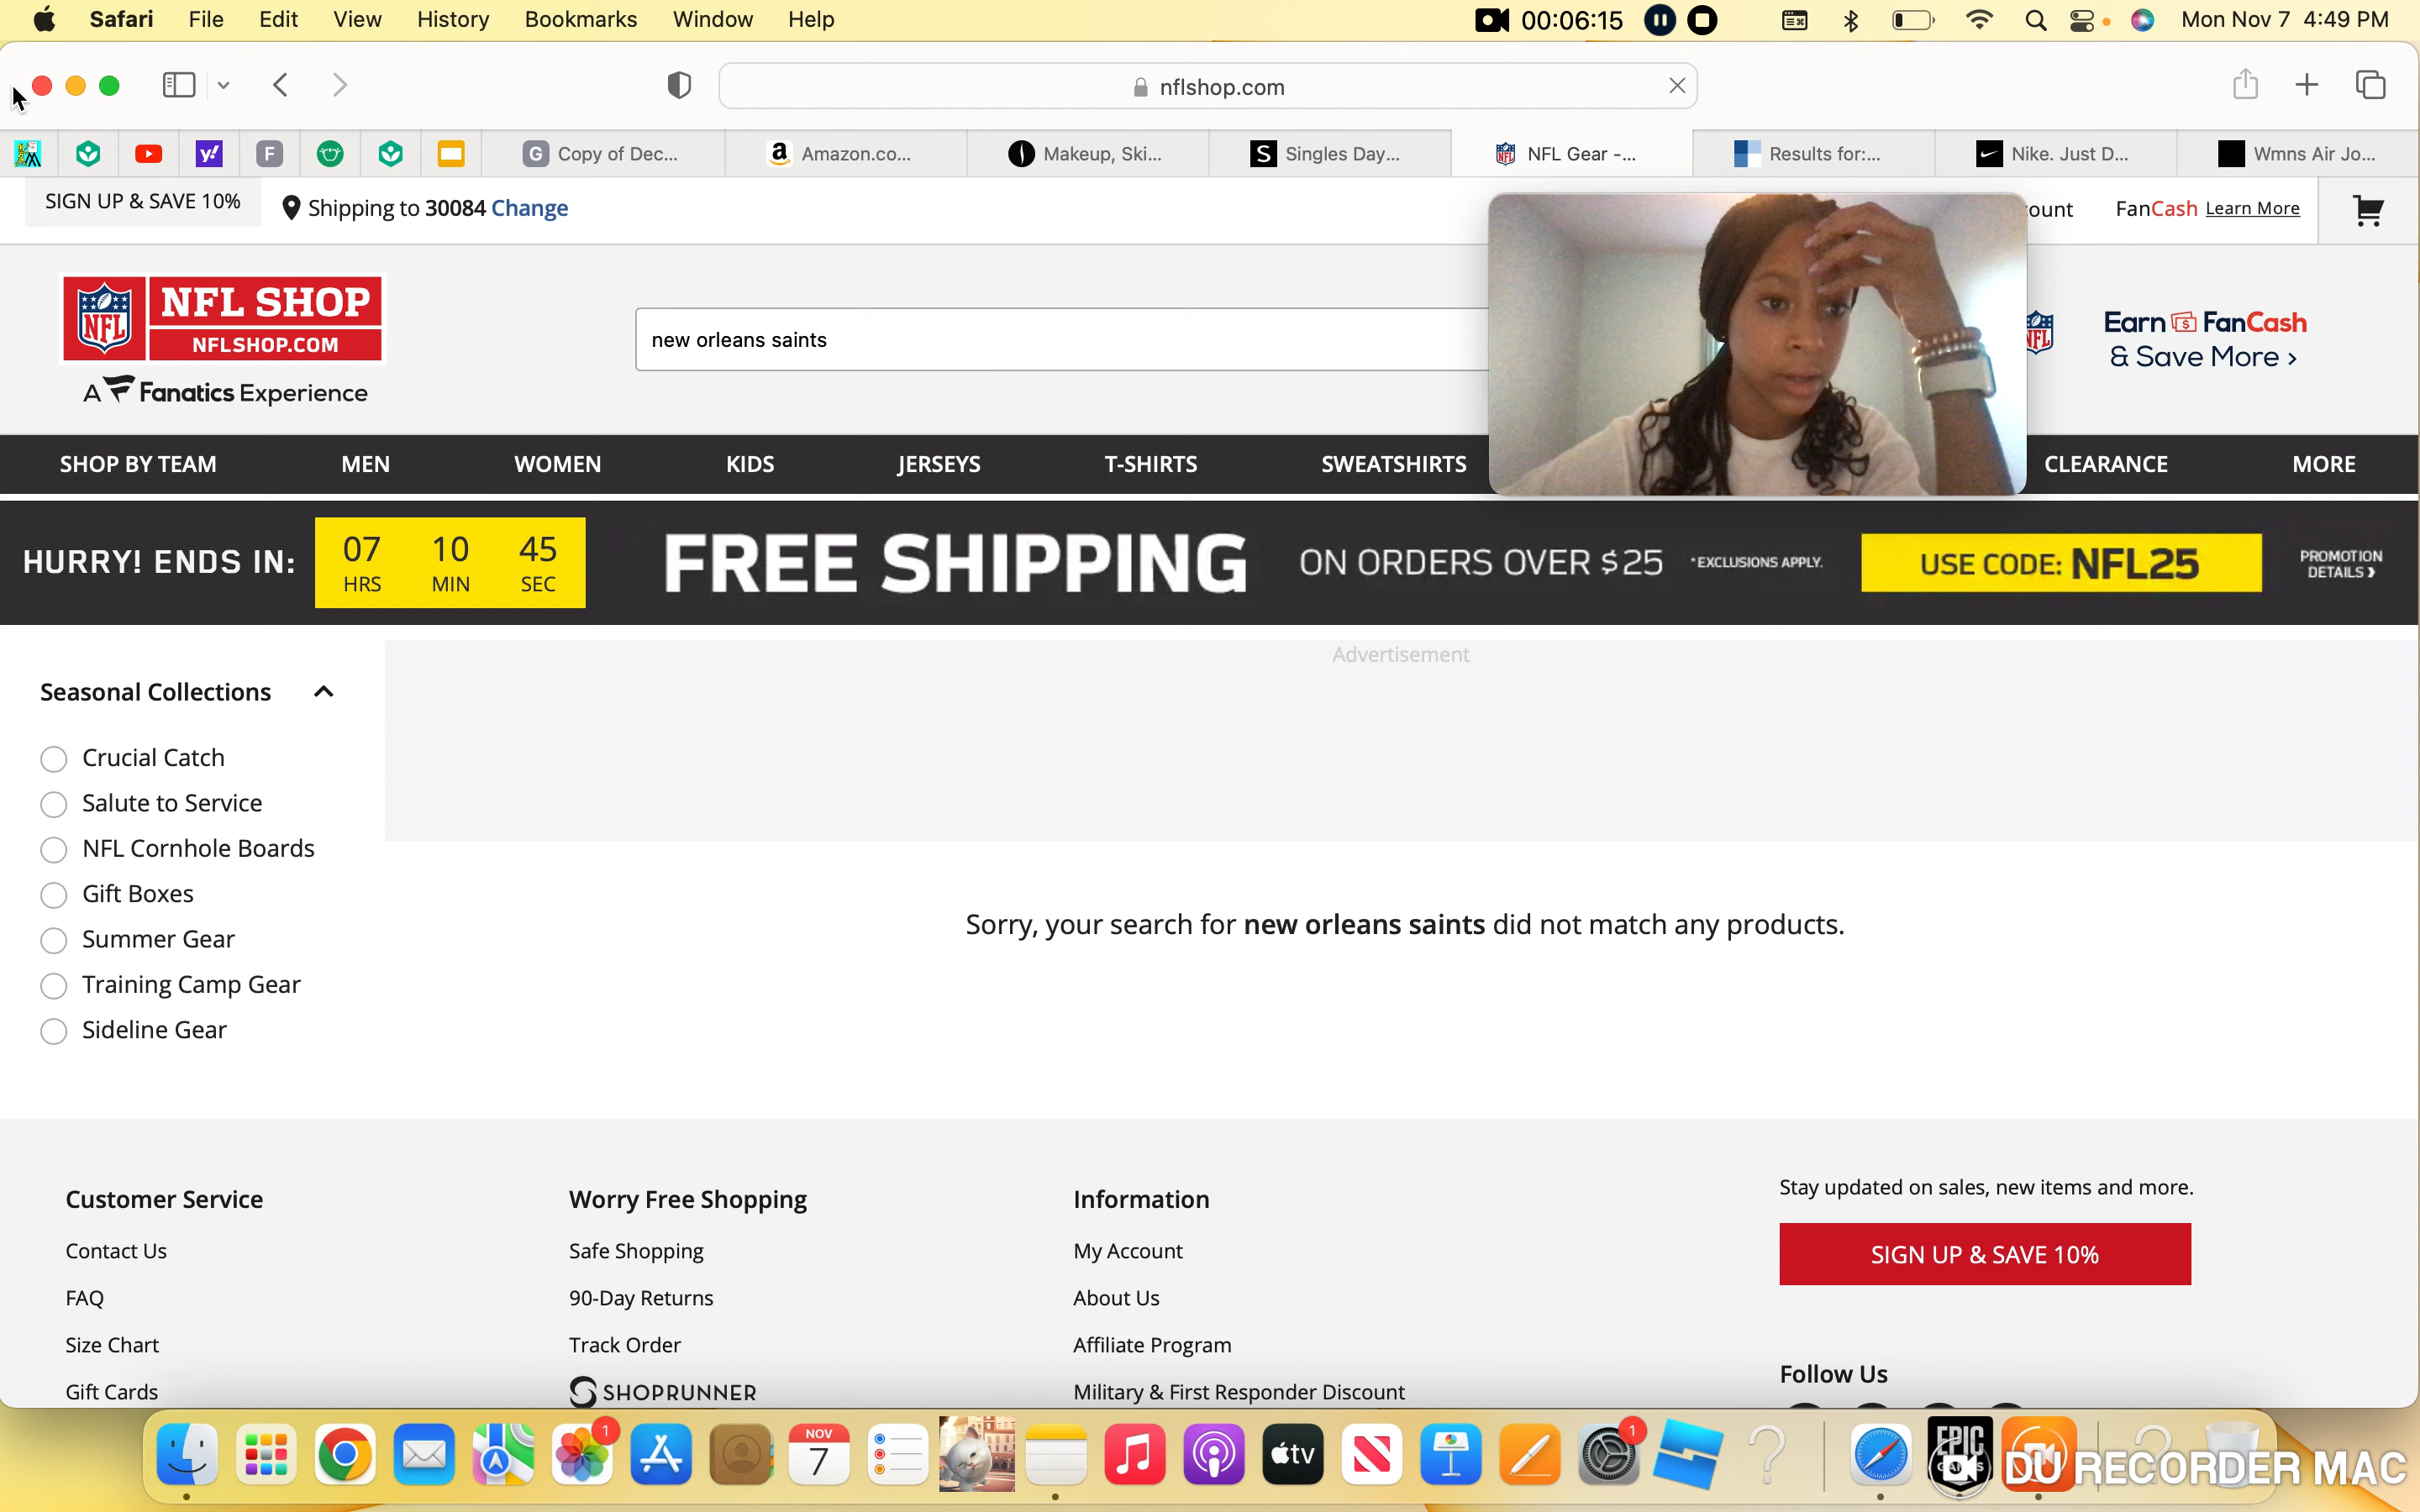 Safari File Edit View History Bookmarks Window Help 00:06:15 Mon Nov 7 4:49 PM
nflshop.com
y! F G Copy of Dec... a Amazon.co... Makeup, Ski... S Singles Day... NFL Gear -... Results for:... Nike. Just D... Wmns Air Jo...
SIGN UP & SAVE 10% Shipping to 30084 Change ount FanCash Learn More
NFL NFL SHOP
NFLSHOP.COM
A Fanatics Experience
new orleans saints
NFL
Earn $ FanCash
& Save More >
SHOP BY TEAM MEN WOMEN KIDS JERSEYS T-SHIRTS SWEATSHIRTS CLEARANCE MORE
HURRY! ENDS IN: 07 HRS 10 MIN 45 SEC FREE SHIPPING ON ORDERS OVER $25 *EXCLUSIONS APPLY. USE CODE: NFL25 PROMOTION DETAILS ❯
Advertisement
Seasonal Collections
Crucial Catch
Salute to Service
NFL Cornhole Boards
Gift Boxes
Summer Gear
Training Camp Gear
Sideline Gear
Sorry, your search for new orleans saints did not match any products.
Customer Service
Contact Us
FAQ
Size Chart
Gift Cards
Worry Free Shopping
Safe Shopping
90-Day Returns
Track Order
SHOPRUNNER
Information
My Account
About Us
Affiliate Program
Military & First Responder Discount
Stay updated on sales, new items and more.
SIGN UP & SAVE 10%
Follow Us
1 NOV 7 tv 1 ? EPIC GAMES ?
DU RECORDER MAC